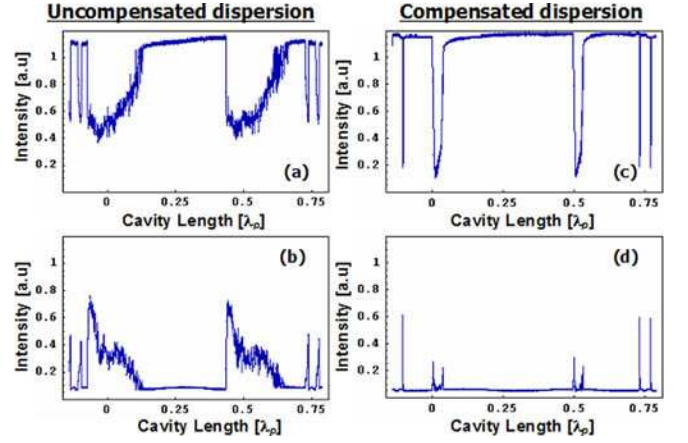 Uncompensated dispersion
Compensated dispersion
Intensity [a.u]
1
0.8
0.6
0.4
0.2
(a)
0
0.25
0.5
0.75
Cavity Length [λp]
Intensity [a.u]
1
0.8
0.6
0.4
0.2
(c)
0
0.25
0.5
0.75
Cavity Length [λp]
Intensity [a.u]
1
0.8
0.6
0.4
0.2
(b)
0
0.25
0.5
0.75
Cavity Length [λp]
Intensity [a.u]
1
0.8
0.6
0.4
0.2
(d)
0
0.25
0.5
0.75
Cavity Length [λp]